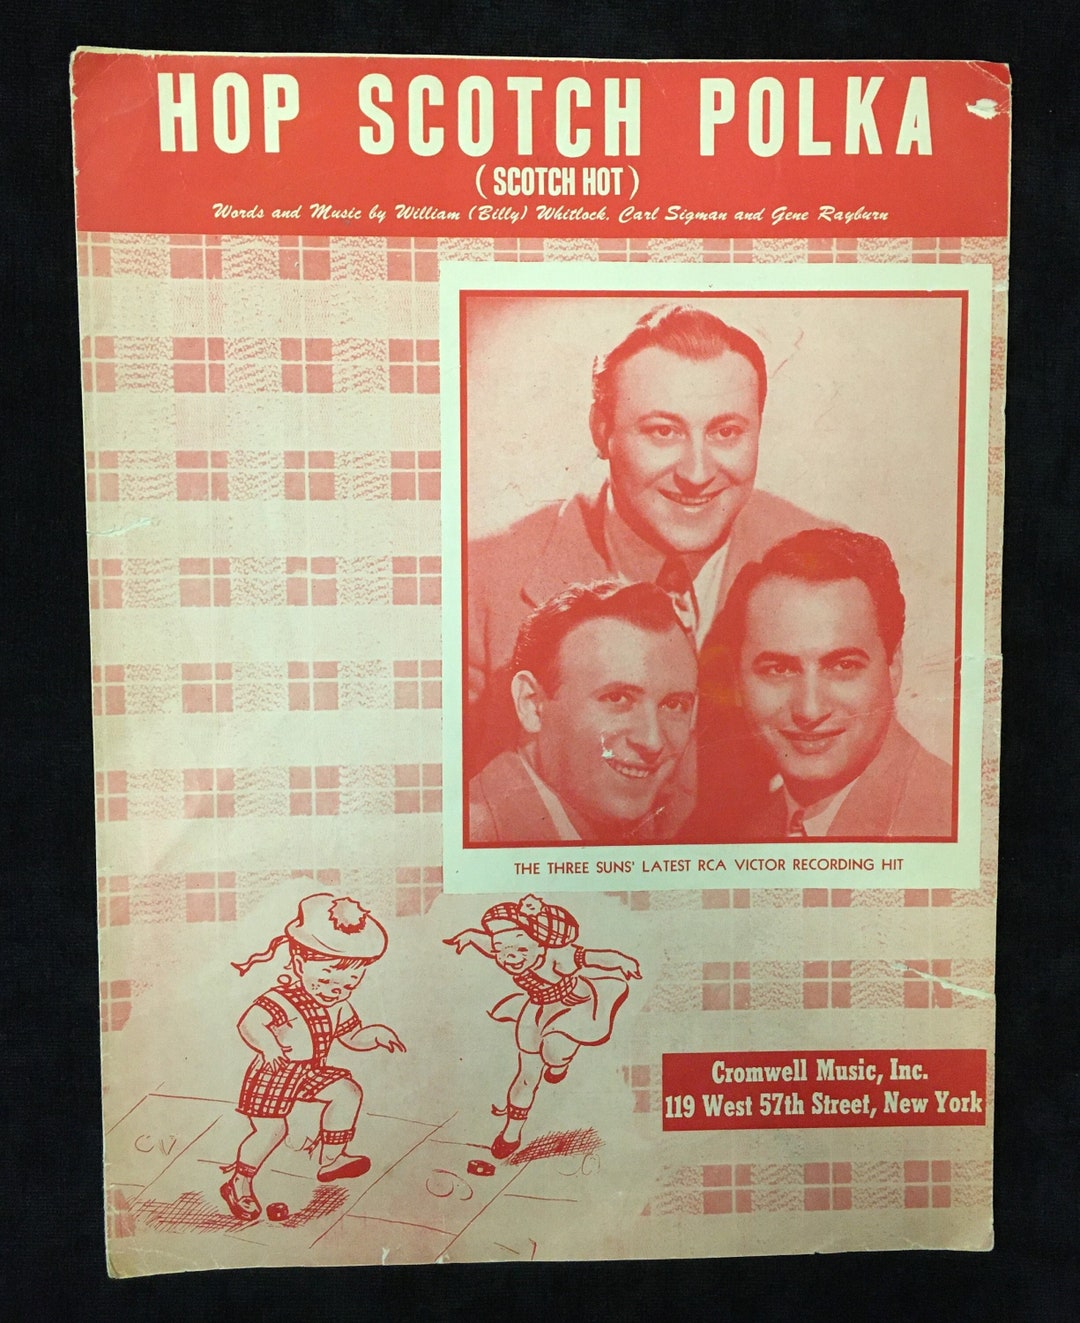 HOP SCOTCH POLKA
(SCOTCH HOT)
Words and Music by William (Billy) Whitlock, Carl Sigman and Gene Rayburn
THE THREE SUNS' LATEST RCA VICTOR RECORDING HIT
Cromwell Music, Inc.
119 West 57th Street, New York